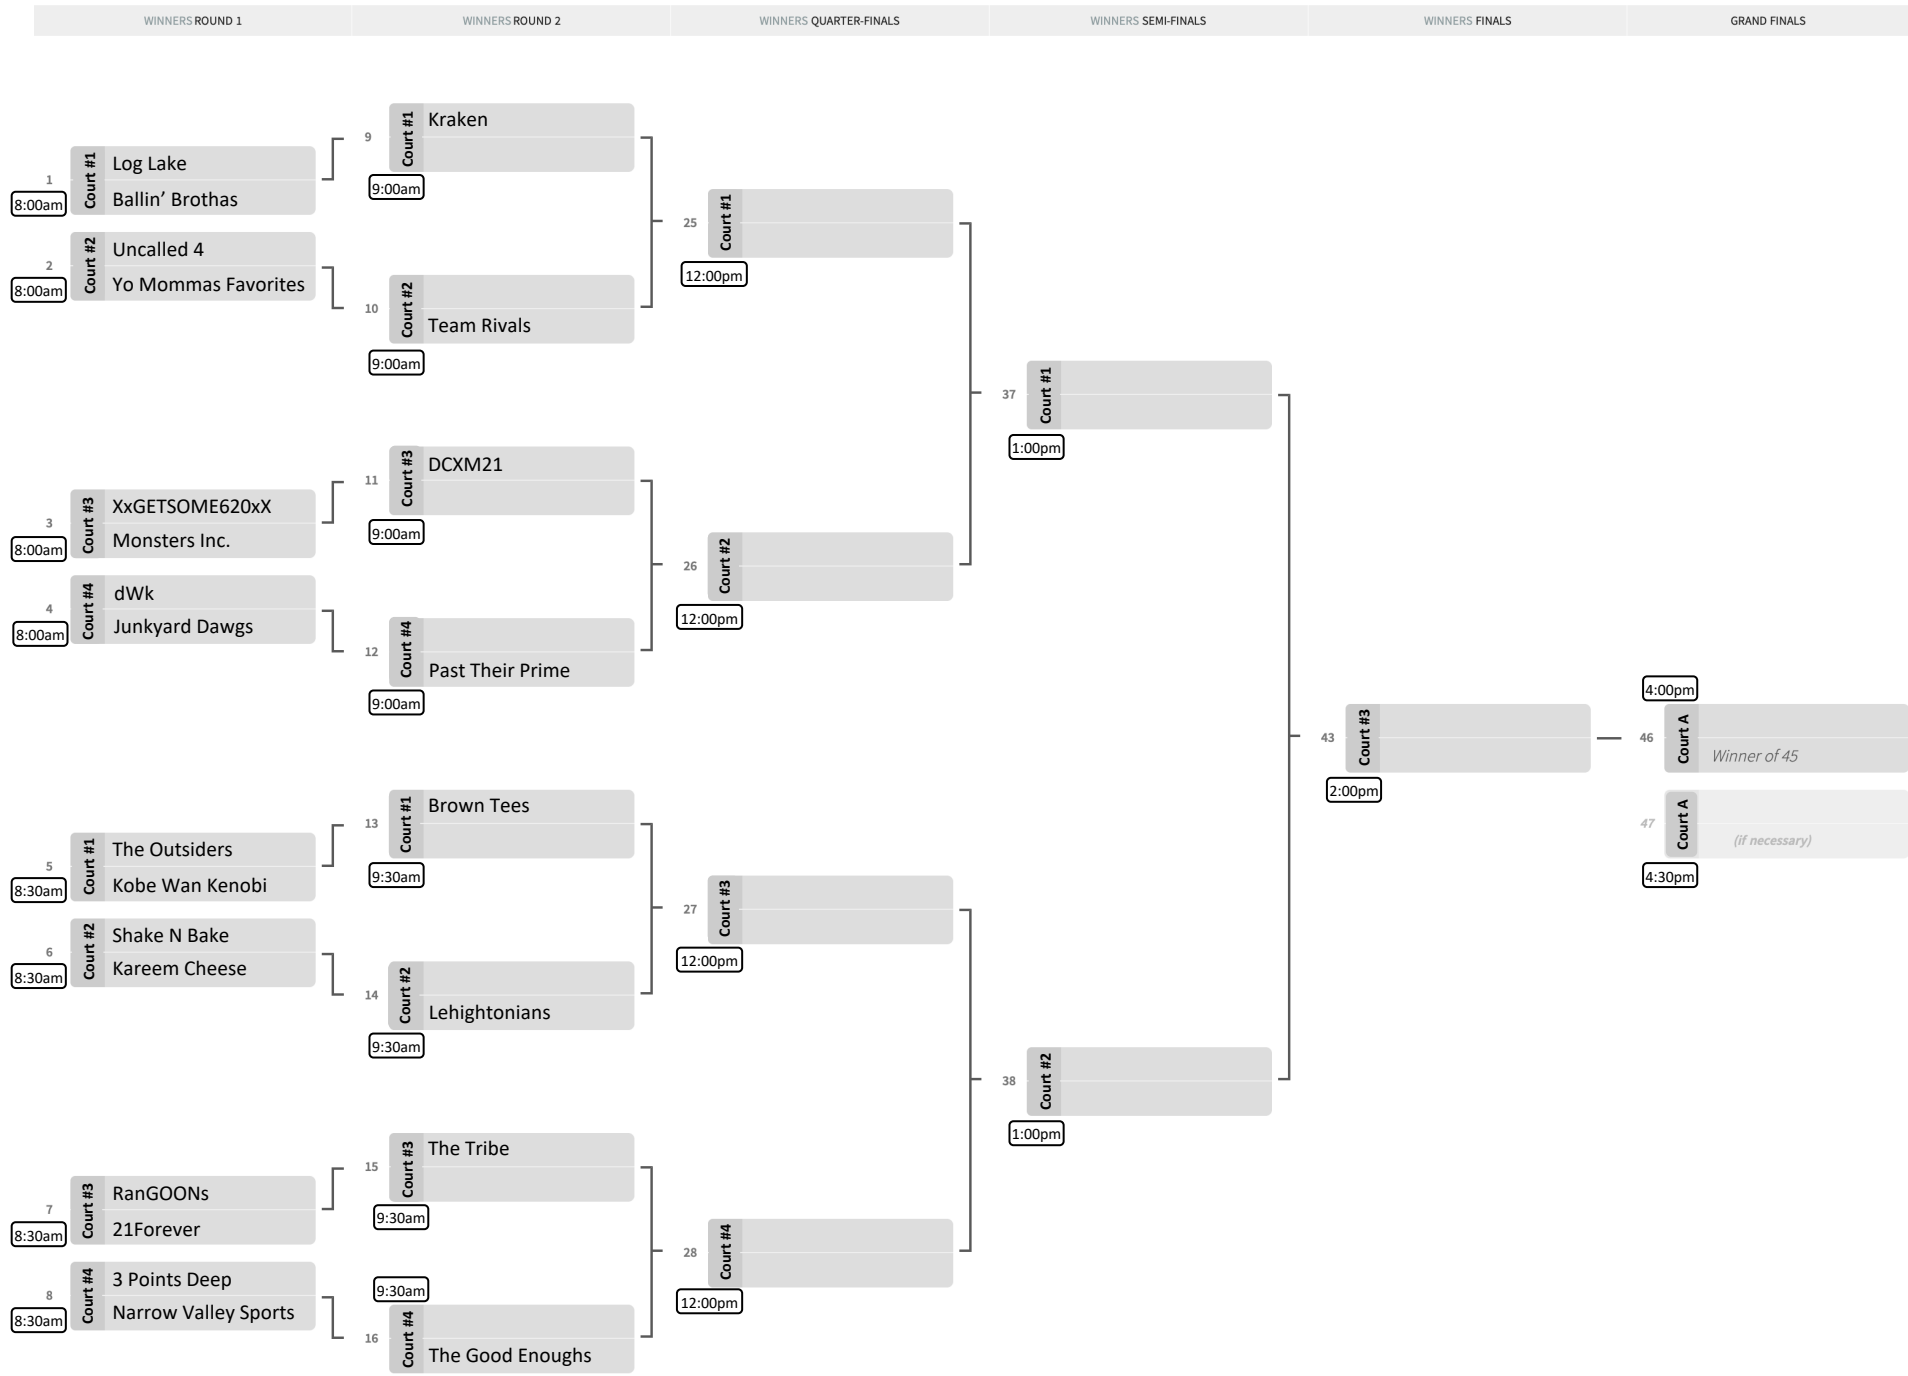 WINNERS ROUND 1
WINNERS ROUND 2
WINNERS QUARTER-FINALS
WINNERS SEMI-FINALS
WINNERS FINALS
GRAND FINALS
1
8:00am
Court #1
Log Lake
Ballin’ Brothas
2
8:00am
Court #2
Uncalled 4
Yo Mommas Favorites
3
8:00am
Court #3
XxGETSOME620xX
Monsters Inc.
4
8:00am
Court #4
dWk
Junkyard Dawgs
5
8:30am
Court #1
The Outsiders
Kobe Wan Kenobi
6
8:30am
Court #2
Shake N Bake
Kareem Cheese
7
8:30am
Court #3
RanGOONs
21Forever
8
8:30am
Court #4
3 Points Deep
Narrow Valley Sports
9
Court #1
Kraken
9:00am
10
Court #2
Team Rivals
9:00am
11
Court #3
DCXM21
9:00am
12
Court #4
Past Their Prime
9:00am
13
Court #1
Brown Tees
9:30am
14
Court #2
Lehightonians
9:30am
15
Court #3
The Tribe
9:30am
9:30am
16
Court #4
The Good Enoughs
25
Court #1
12:00pm
26
Court #2
12:00pm
27
Court #3
12:00pm
28
Court #4
12:00pm
37
Court #1
1:00pm
38
Court #2
1:00pm
43
Court #3
2:00pm
4:00pm
46
Court A
Winner of 45
47
Court A
(if necessary)
4:30pm